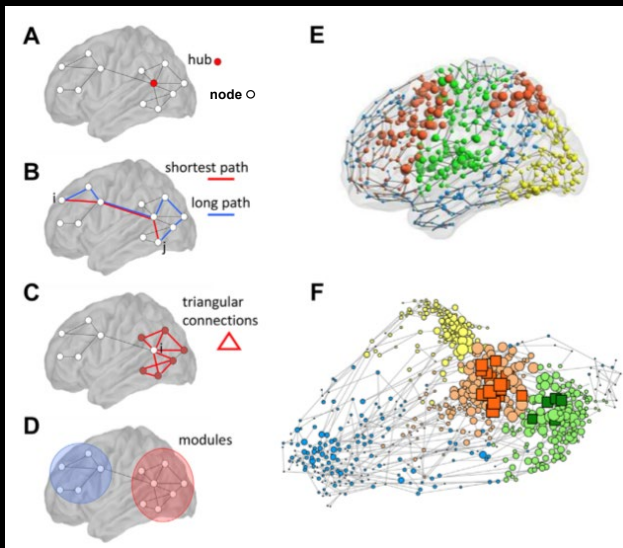 A
hub
node
B
shortest path
i
long path
j
C
triangular
connections
i
D
modules
E
F